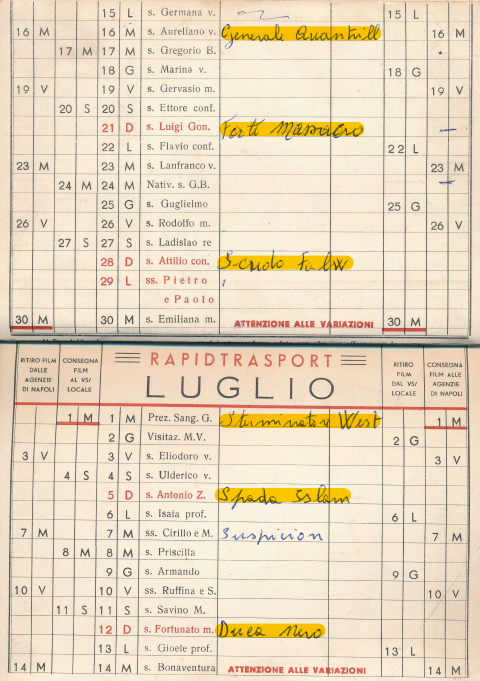 15 L s. Germana v. 15 L
16 M 16 M s. Aureliano v. Generale Quantrill 16 M
17 M 17 M s. Gregorio B.
18 G s. Marina v. 18 G
19 V 19 V s. Gervasio m. 19 V
20 S 20 S s. Ettore conf.
21 D s. Luigi Gon. Forte Massacro
22 L s. Flavio conf. 22 L
23 M 23 M s. Lanfranco v. 23 M
24 M 24 M Nativ. s. G.B.
25 G s. Guglielmo 25 G
26 V 26 V s. Rodolfo m. 26 V
27 S 27 S s. Ladislao re
28 D s. Attilio con. Scudo Falw
29 L ss. Pietro
e Paolo
30 M 30 M s. Emiliana m. ATTENZIONE ALLE VARIAZIONI 30 M
RITIRO FILM DALLE AGENZIE DI NAPOLI
CONSEGNA FILM AL VS/ LOCALE
RAPIDTRASPORT
LUGLIO
RITIRO FILM DAL VS/ LOCALE
CONSEGNA FILM ALLE AGENZIE DI NAPOLI
1 M 1 M Prez. Sang. G. Sterminatore West 1 M
2 G Visitaz. M.V. 2 G
3 V 3 V s. Eliodoro v. 3 V
4 S 4 S s. Ulderico v.
5 D s. Antonio Z. Spada Islam
6 L s. Isaia prof. 6 L
7 M 7 M ss. Cirillo e M. Suspicion 7 M
8 M 8 M s. Priscilla
9 G s. Armando 9 G
10 V 10 V ss. Ruffina e S. 10 V
11 S 11 S s. Savino M.
12 D s. Fortunato m. Duca Nero
13 L s. Gioele prof. 13 L
14 M 14 M s. Bonaventura ATTENZIONE ALLE VARIAZIONI 14 M